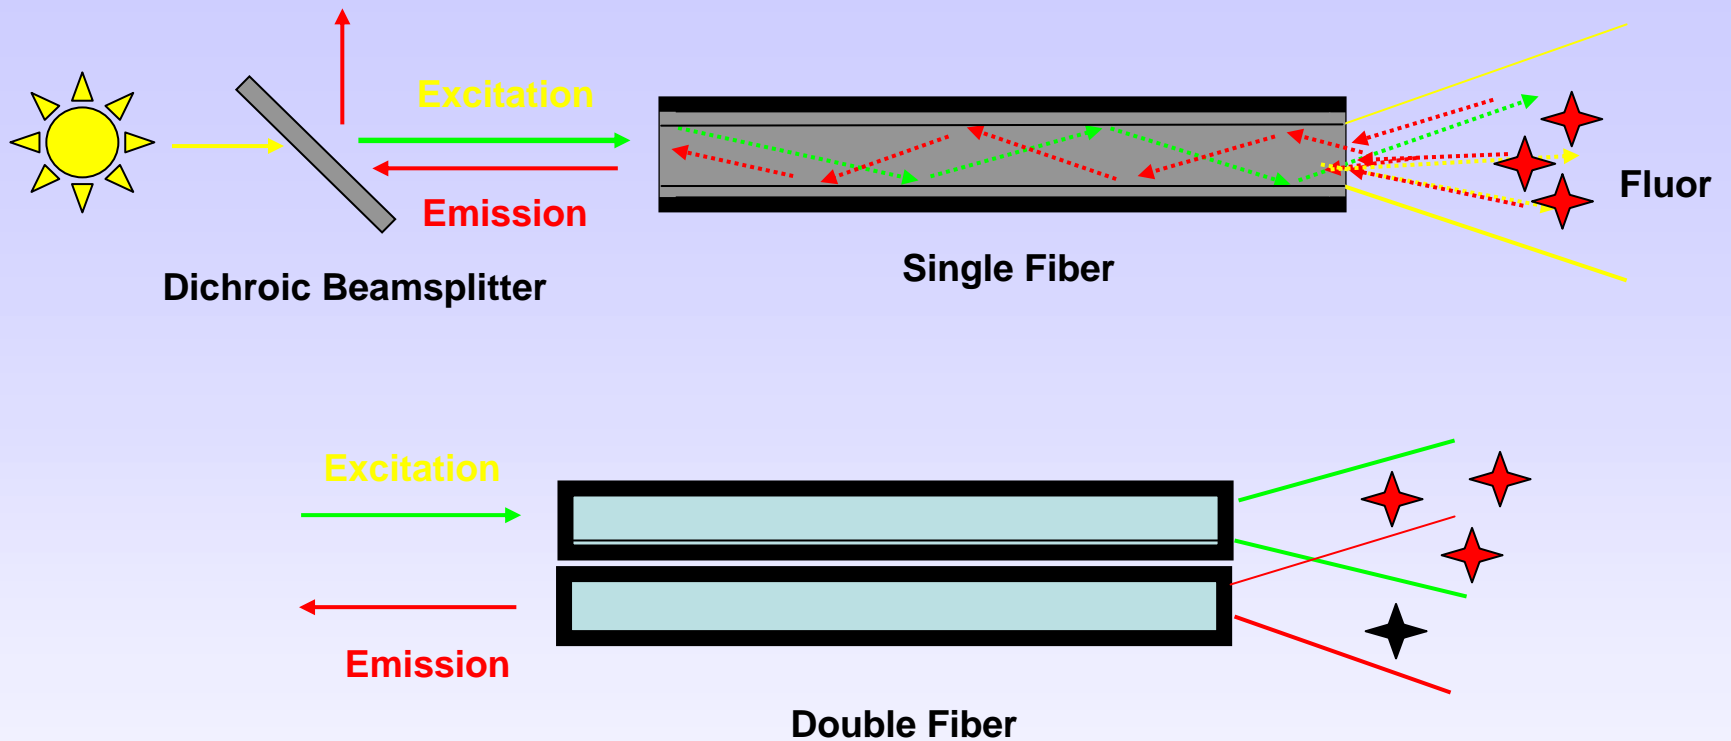 Excitation
Emission
Fluor
Single Fiber
Dichroic Beamsplitter
Excitation
Emission
Double Fiber